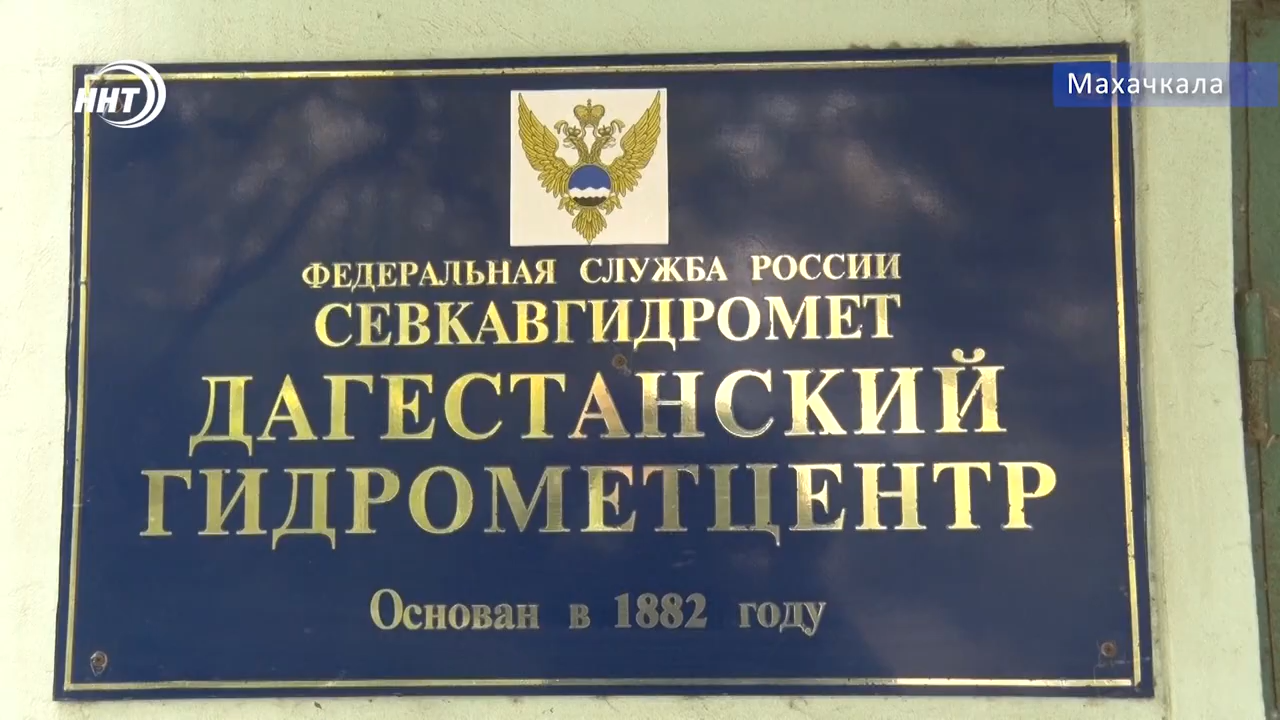 ННТ
Махачкала
ФЕДЕРАЛЬНАЯ СЛУЖБА РОССИИ
СЕВКАВГИДРОМЕТ
ДАГЕСТАНСКИЙ
ГИДРОМЕТЦЕНТР
Основан в 1882 году